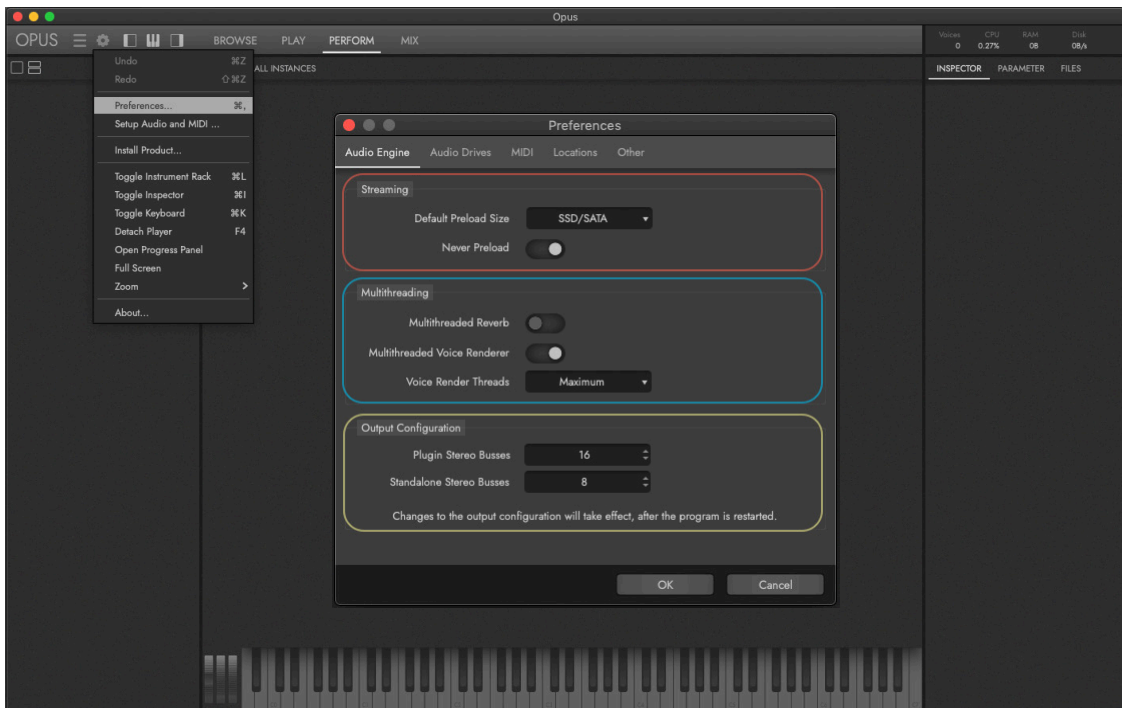 Opus
OPUS BROWSE PLAY PERFORM MIX
Voices CPU RAM Disk
0 0.27% 0B 0B/s
ALL INSTANCES
INSPECTOR PARAMETER FILES
Undo ⌘Z
Redo ⇧⌘Z
Preferences... ⌘,
Setup Audio and MIDI ...
Install Product...
Toggle Instrument Rack ⌘L
Toggle Inspector ⌘I
Toggle Keyboard ⌘K
Detach Player F4
Open Progress Panel
Full Screen
Zoom
About...
Preferences
Audio Engine Audio Drives MIDI Locations Other
Streaming
Default Preload Size SSD/SATA
Never Preload
Multithreading
Multithreaded Reverb
Multithreaded Voice Renderer
Voice Render Threads Maximum
Output Configuration
Plugin Stereo Busses 16
Standalone Stereo Busses 8
Changes to the output configuration will take effect, after the program is restarted.
OK Cancel